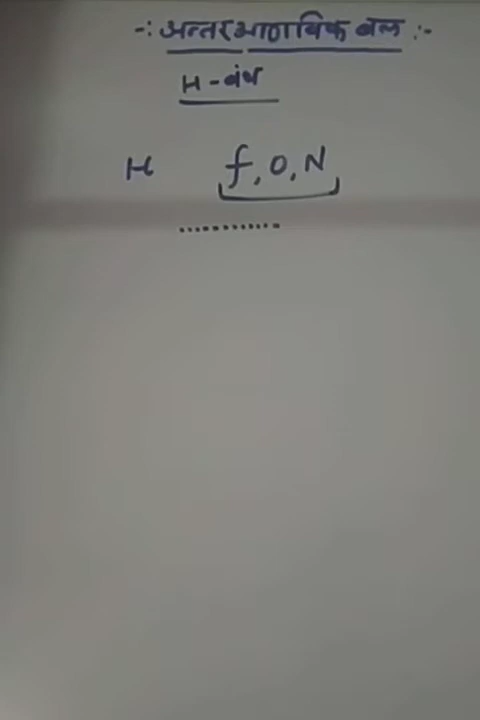 -: अन्तरआणविक बल :-
H-बंध
H f, O, N
............